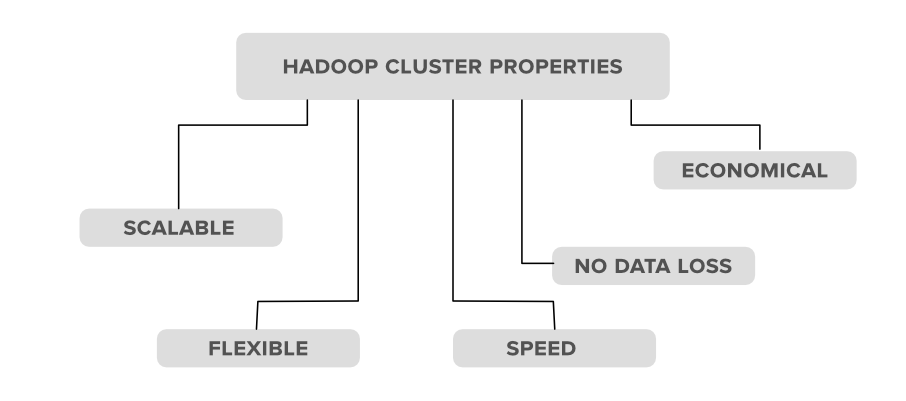 HADOOP CLUSTER PROPERTIES
ECONOMICAL
SCALABLE
NO DATA LOSS
FLEXIBLE
SPEED